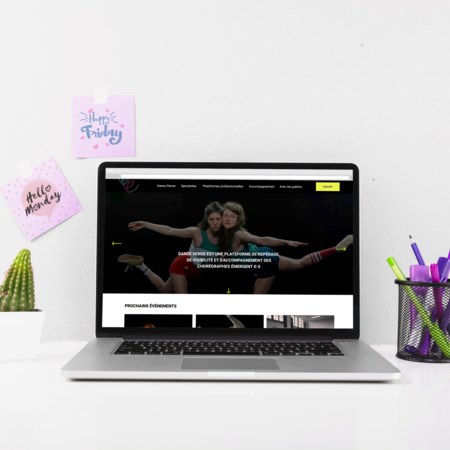 Happy
Friday
Hello
MONDAY
Danse Dense Spectacles Plateformes professionnelles Accompagnement Avec les publics Agenda
DANSE DENSE EST UNE PLATEFORME DE REPÉRAGE,
DE VISIBILITÉ ET D'ACCOMPAGNEMENT DES
CHORÉGRAPHES ÉMERGENT·E·S
PROCHAINS ÉVÉNEMENTS